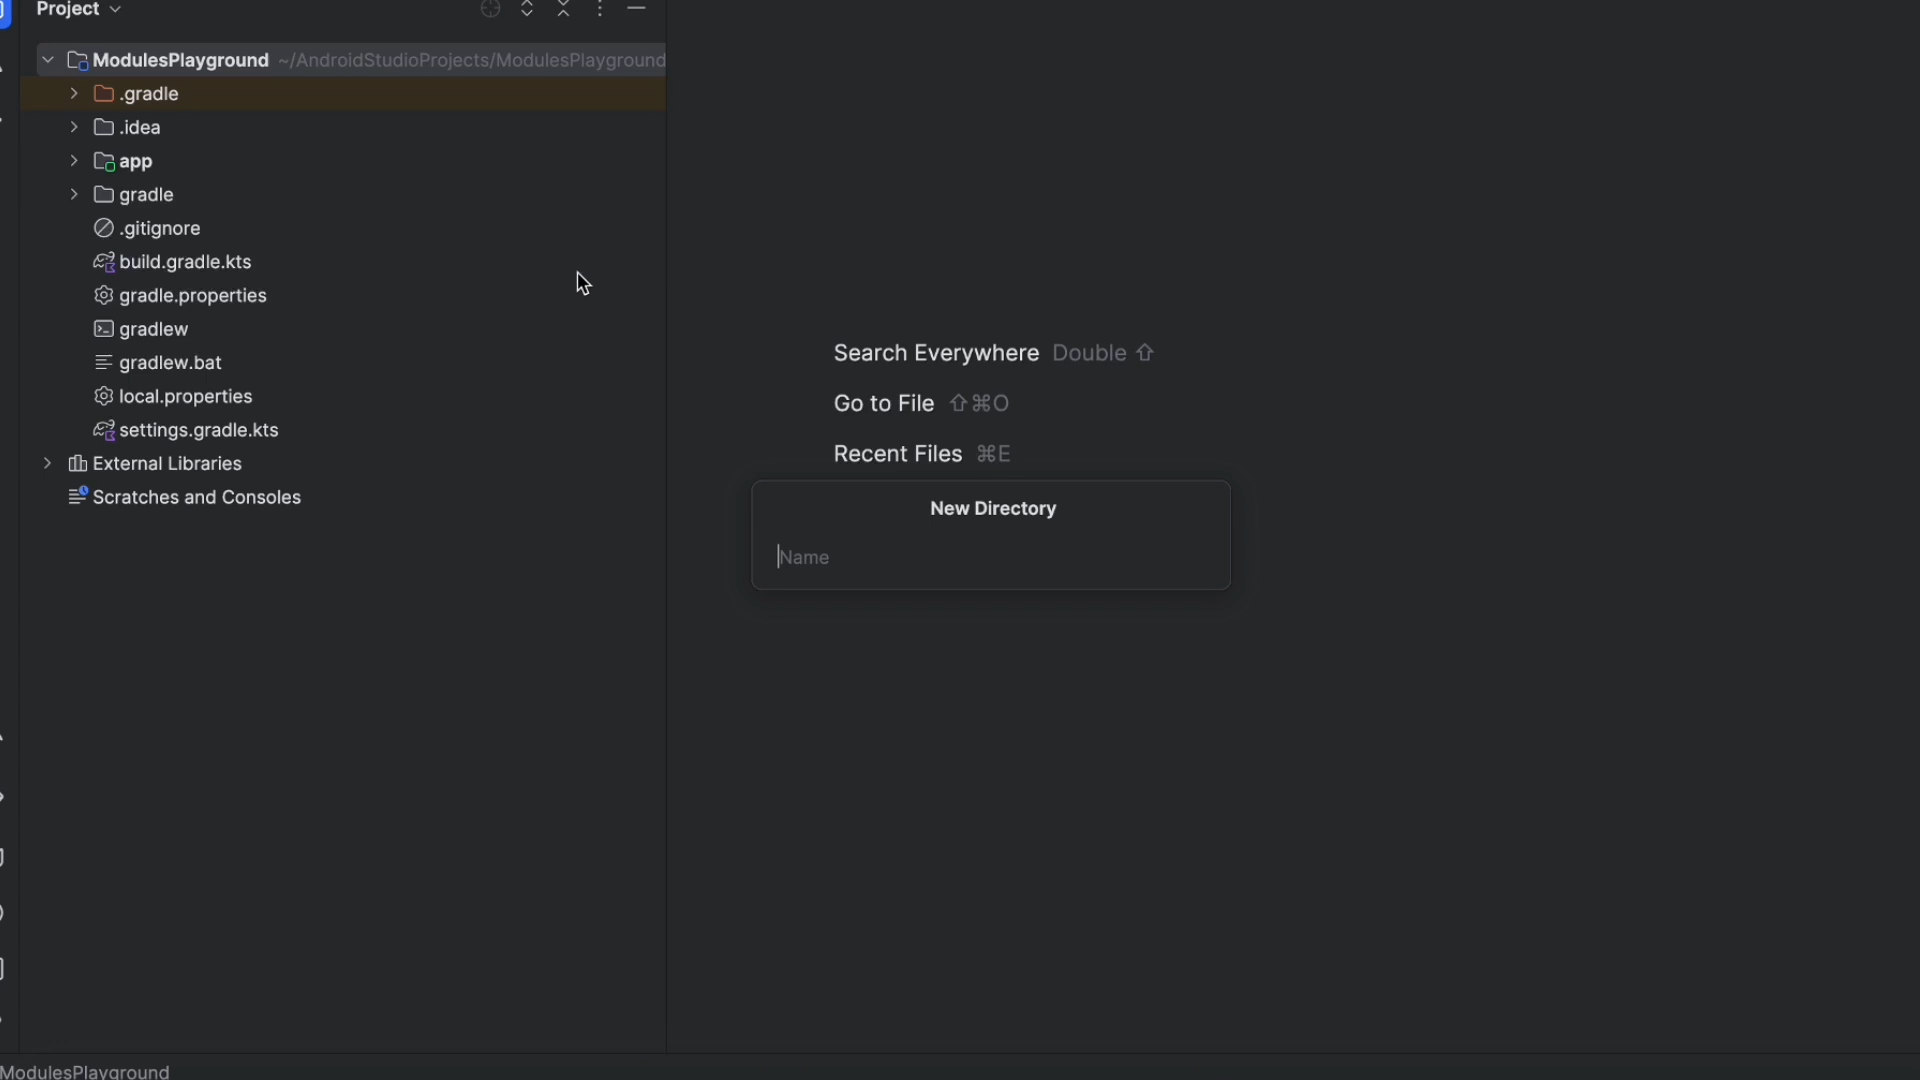 Project
ModulesPlayground ~/AndroidStudioProjects/ModulesPlayground
.gradle
.idea
app
gradle
.gitignore
build.gradle.kts
gradle.properties
gradlew
gradlew.bat
local.properties
settings.gradle.kts
External Libraries
Scratches and Consoles
Search Everywhere Double ⇧
Go to File ⇧⌘O
Recent Files ⌘E
New Directory
Name
ModulesPlayground